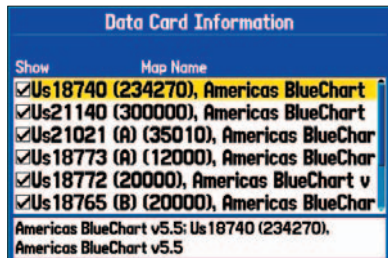 Data Card Information
Show Map Name
Us18740 (234270), Americas BlueChart
Us21140 (300000), Americas BlueChart
Us21021 (A) (35010), Americas BlueChar
Us18773 (A) (12000), Americas BlueChar
Us18772 (20000), Americas BlueChart v
Us18765 (B) (20000), Americas BlueChar
Americas BlueChart v5.5; Us18740 (234270),
Americas BlueChart v5.5